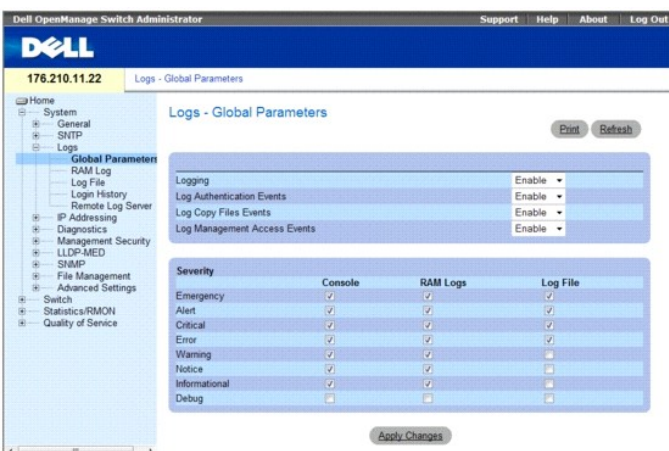 Dell OpenManage Switch Administrator
Support Help About Log Out
DELL
176.210.11.22
Logs - Global Parameters
Home
System
General
SNTP
Logs
Global Parameters
RAM Log
Log File
Login History
Remote Log Server
IP Addressing
Diagnostics
Management Security
LLDP-MED
SNMP
File Management
Advanced Settings
Switch
Statistics/RMON
Quality of Service
Logs - Global Parameters
Print Refresh
Logging Enable
Log Authentication Events Enable
Log Copy Files Events Enable
Log Management Access Events Enable
Severity
Console RAM Logs Log File
Emergency
Alert
Critical
Error
Warning
Notice
Informational
Debug
Apply Changes